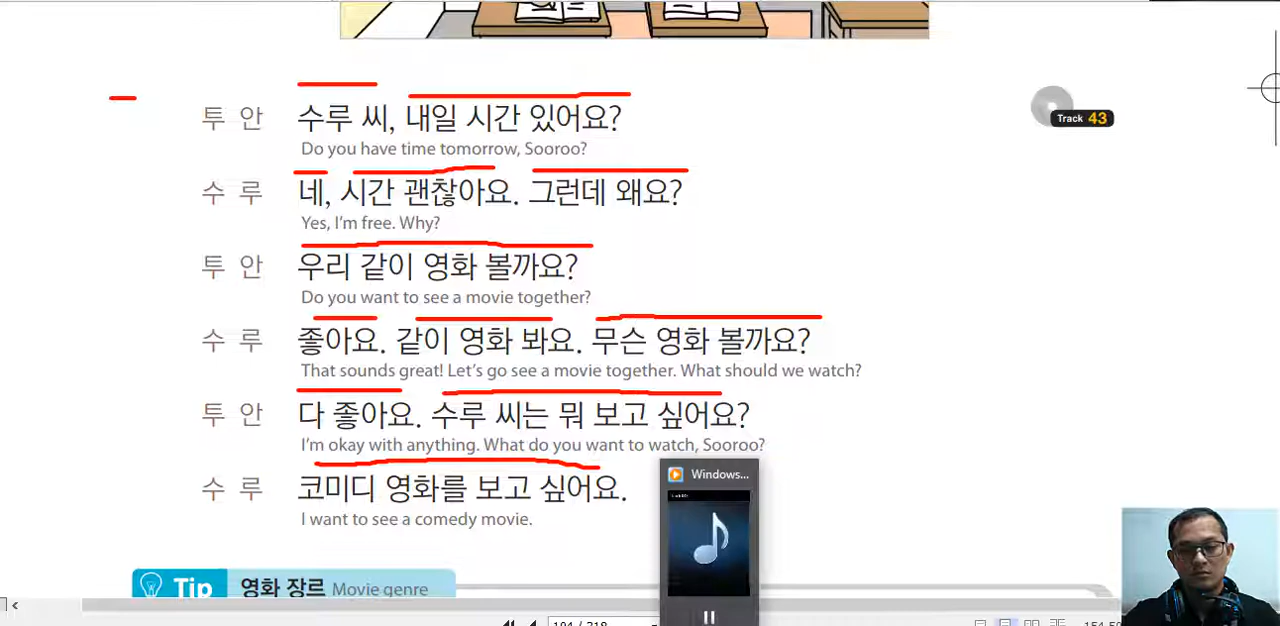 투 안 수루 씨, 내일 시간 있어요?
Do you have time tomorrow, Sooroo?
Track 43
수 루 네, 시간 괜찮아요. 그런데 왜요?
Yes, I'm free. Why?
투 안 우리 같이 영화 볼까요?
Do you want to see a movie together?
수 루 좋아요. 같이 영화 봐요. 무슨 영화 볼까요?
That sounds great! Let's go see a movie together. What should we watch?
투 안 다 좋아요. 수루 씨는 뭐 보고 싶어요?
I'm okay with anything. What do you want to watch, Sooroo?
수 루 코미디 영화를 보고 싶어요.
I want to see a comedy movie.
Windows...
Tip 영화 장르 Movie genre